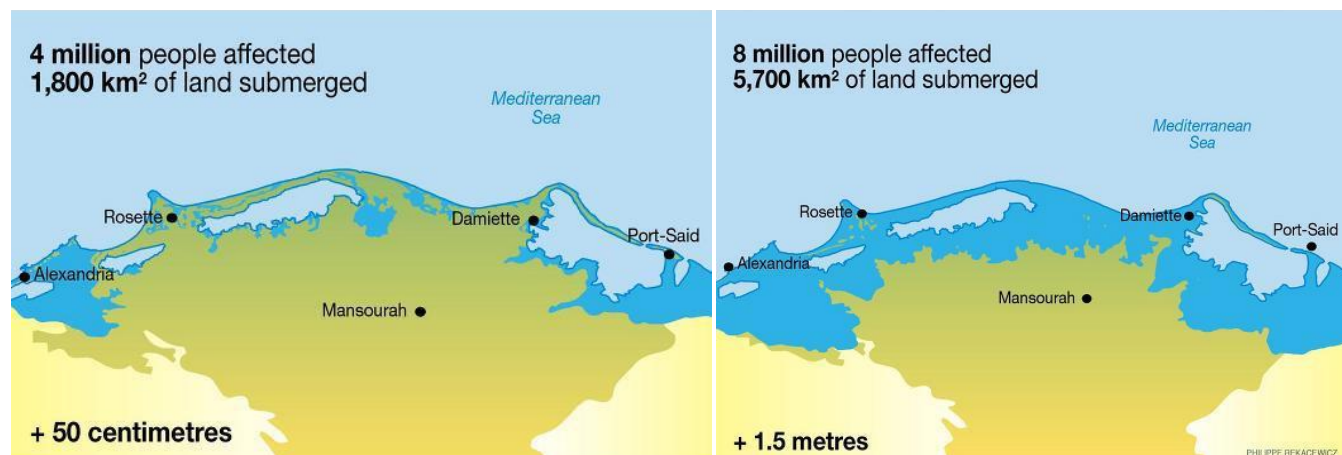 4 million people affected
1,800 km² of land submerged
Mediterranean
Sea
Rosette
Damiette
Port-Said
Alexandria
Mansourah
+ 50 centimetres
8 million people affected
5,700 km² of land submerged
Mediterranean
Sea
Rosette
Damiette
Port-Said
Alexandria
Mansourah
+ 1.5 metres
PHILIPPE REKACEWICZ